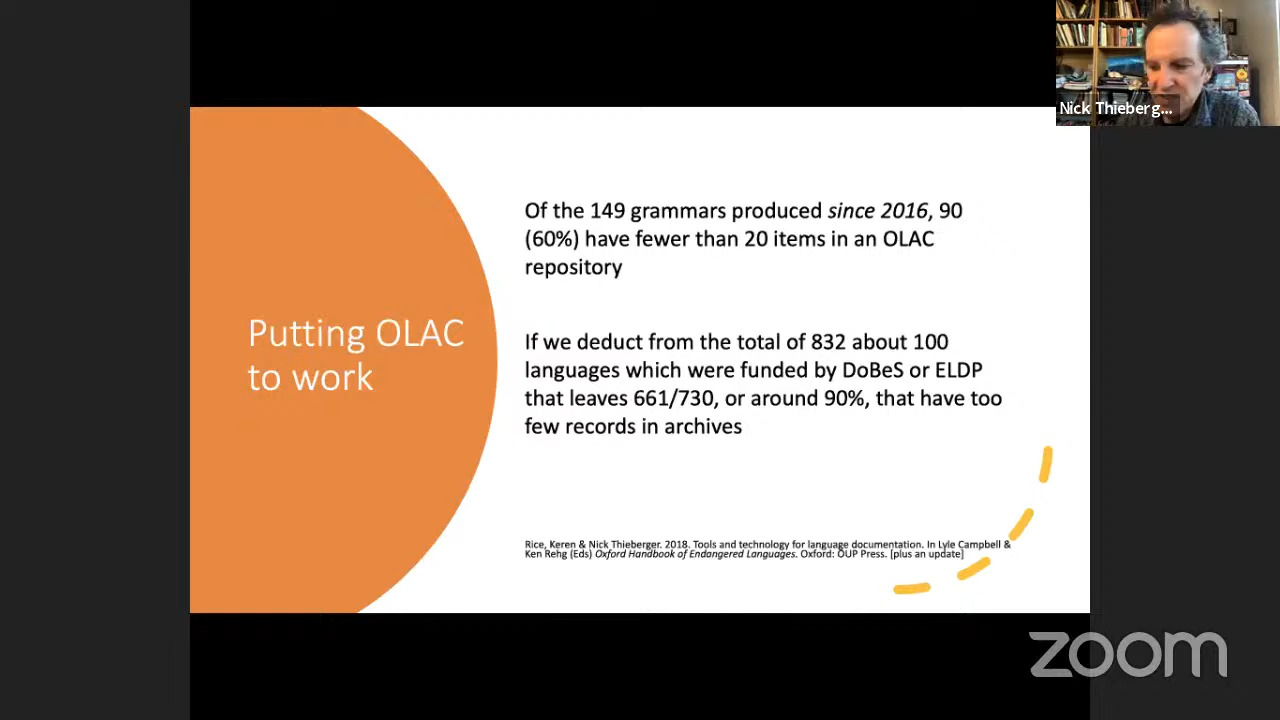 Nick Thieberg...
Of the 149 grammars produced since 2016, 90
(60%) have fewer than 20 items in an OLAC
repository
Putting OLAC
to work
If we deduct from the total of 832 about 100
languages which were funded by DoBeS or ELDP
that leaves 661/730, or around 90%, that have too
few records in archives
Rice, Keren & Nick Thieberger. 2018. Tools and technology for language documentation. In Lyle Campbell &
Ken Rehg (Eds) Oxford Handbook of Endangered Languages. Oxford: OUP Press. [plus an update]
zoom